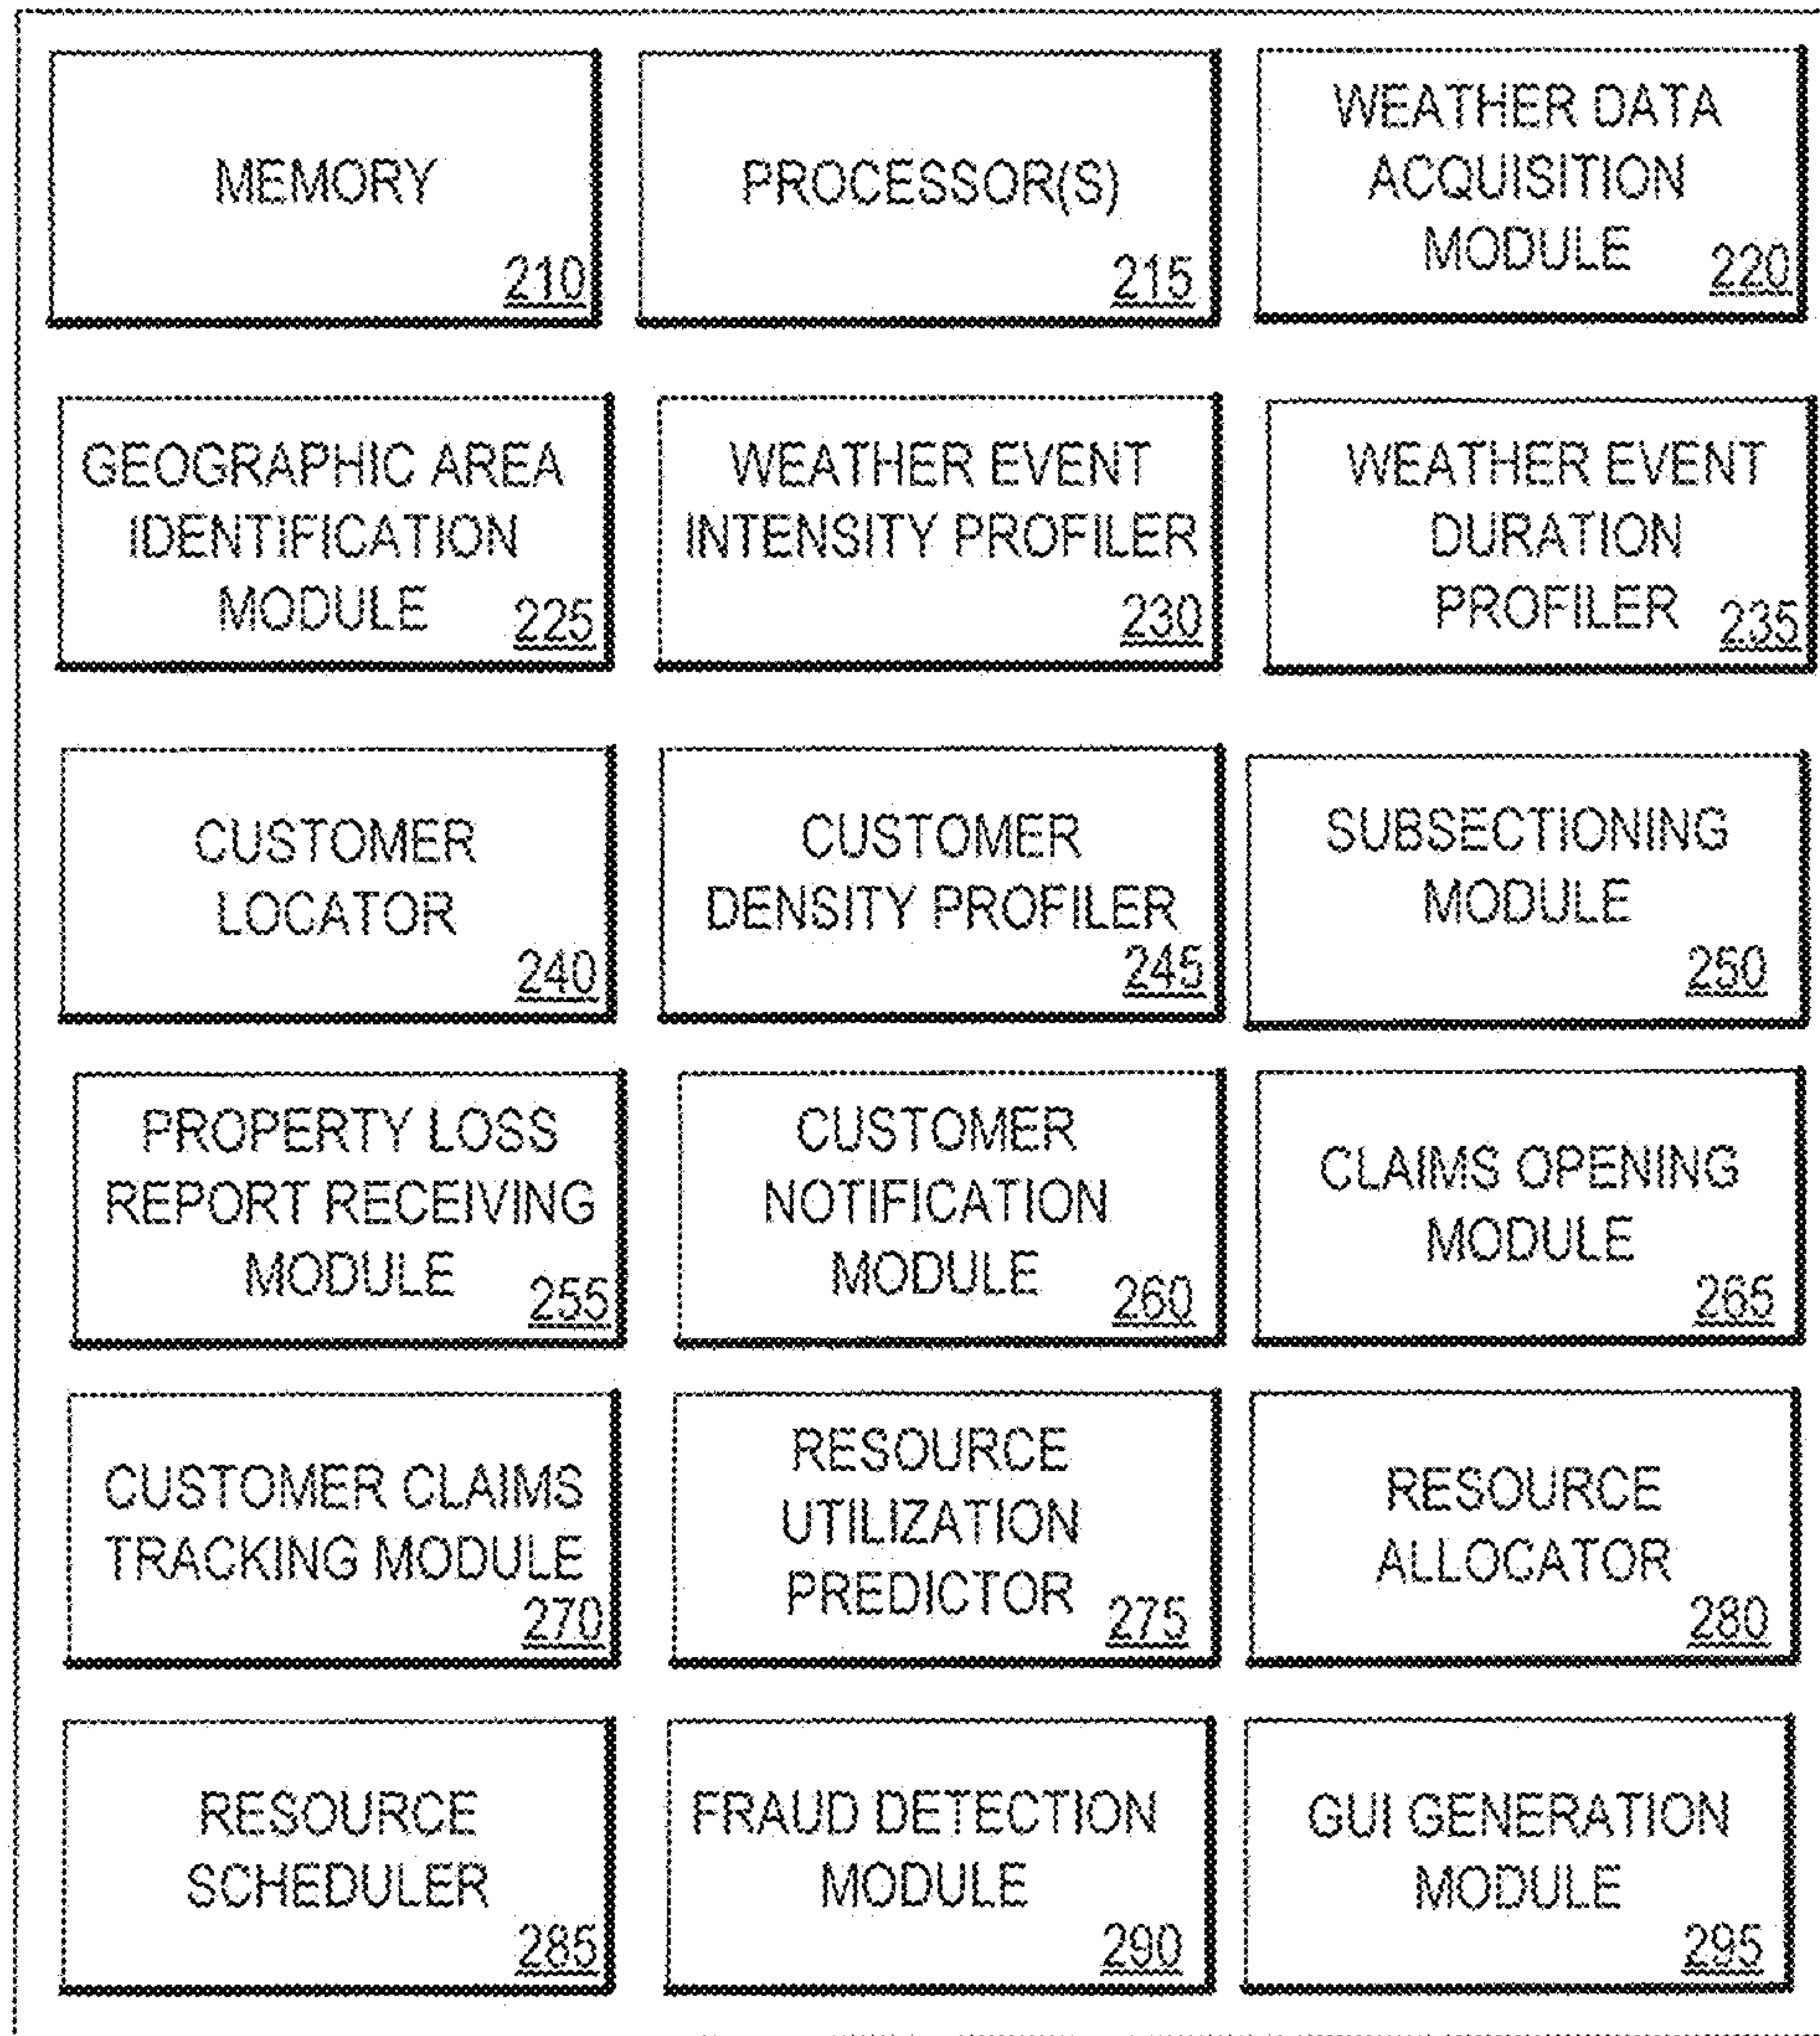 MEMORY
210
PROCESSOR(S)
215
WEATHER DATA
ACQUISITION
MODULE
220
GEOGRAPHIC AREA
IDENTIFICATION
MODULE
225
WEATHER EVENT
INTENSITY PROFILER
230
WEATHER EVENT
DURATION
PROFILER
235
CUSTOMER
LOCATOR
240
CUSTOMER
DENSITY PROFILER
245
SUBSECTIONING
MODULE
250
PROPERTY LOSS
REPORT RECEIVING
MODULE
255
CUSTOMER
NOTIFICATION
MODULE
260
CLAIMS OPENING
MODULE
265
CUSTOMER CLAIMS
TRACKING MODULE
270
RESOURCE
UTILIZATION
PREDICTOR
275
RESOURCE
ALLOCATOR
280
RESOURCE
SCHEDULER
285
FRAUD DETECTION
MODULE
290
GUI GENERATION
MODULE
295